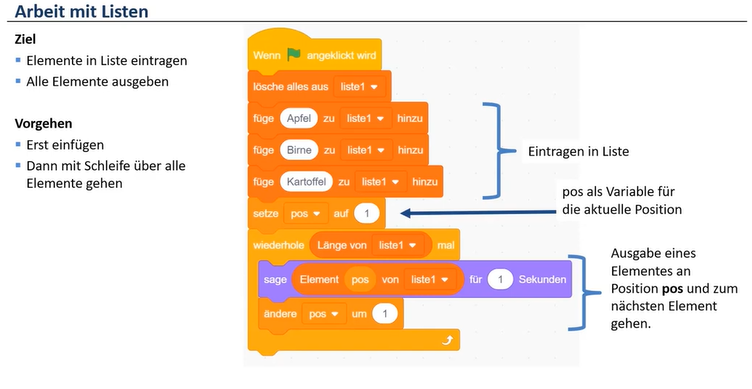 Arbeit mit Listen
Ziel
Elemente in Liste eintragen
Alle Elemente ausgeben
Vorgehen
Erst einfügen
Dann mit Schleife über alle
Elemente gehen
Wenn angeklickt wird
lösche alles aus liste1
füge Apfel zu liste1 hinzu
füge Birne zu liste1 hinzu
füge Kartoffel zu liste1 hinzu
setze pos auf 1
wiederhole Länge von liste1 mal
sage Element pos von liste1 für 1 Sekunden
ändere pos um 1
Eintragen in Liste
pos als Variable für
die aktuelle Position
Ausgabe eines
Elementes an
Position pos und zum
nächsten Element
gehen.